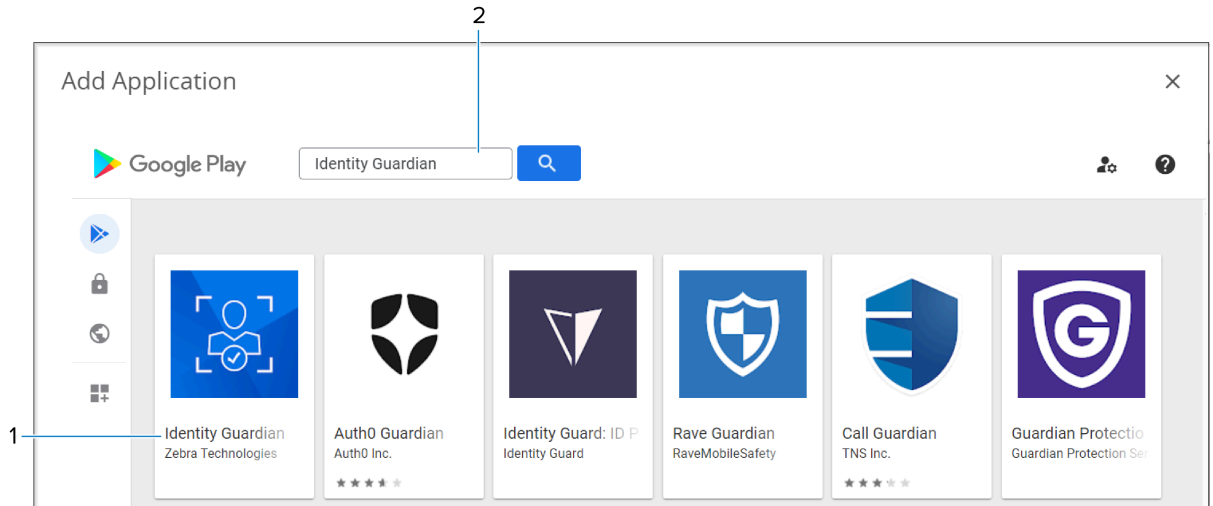 2
Add Application
Google Play
Identity Guardian
1
Identity Guardian
Zebra Technologies
Auth0 Guardian
Auth0 Inc.
Identity Guard: ID P
Identity Guard
Rave Guardian
RaveMobileSafety
Call Guardian
TNS Inc.
Guardian Protectio
Guardian Protection Ser